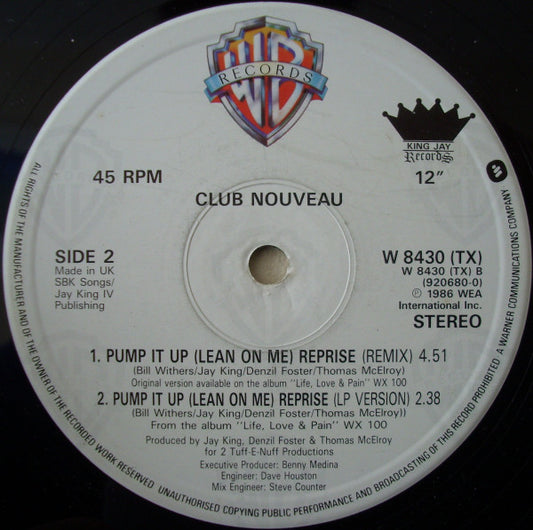 WB
RECORDS
KING JAY
Records
45 RPM
12"
CLUB NOUVEAU
SIDE 2
Made in UK
SBK Songs/
Jay King IV
Publishing
W 8430 (TX)
W 8430 (TX) B
(920680-0)
℗ 1986 WEA
International Inc.
STEREO
1. PUMP IT UP (LEAN ON ME) REPRISE (REMIX) 4.51
(Bill Withers/Jay King/Denzil Foster/Thomas McElroy)
Original version available on the album "Life, Love & Pain" WX 100
2. PUMP IT UP (LEAN ON ME) REPRISE (LP VERSION) 2.38
(Bill Withers/Jay King/Denzil Foster/Thomas McElroy))
From the album "Life, Love & Pain" WX 100
Produced by Jay King, Denzil Foster & Thomas McElroy
for 2 Tuff-E-Nuff Productions
Executive Producer: Benny Medina
Engineer: Dave Houston
Mix Engineer: Steve Counter
ALL RIGHTS OF THE MANUFACTURER AND OF THE OWNER OF THE RECORDED WORK RESERVED UNAUTHORISED COPYING PUBLIC PERFORMANCE AND BROADCASTING OF THIS RECORD PROHIBITED A WARNER COMMUNICATIONS COMPANY